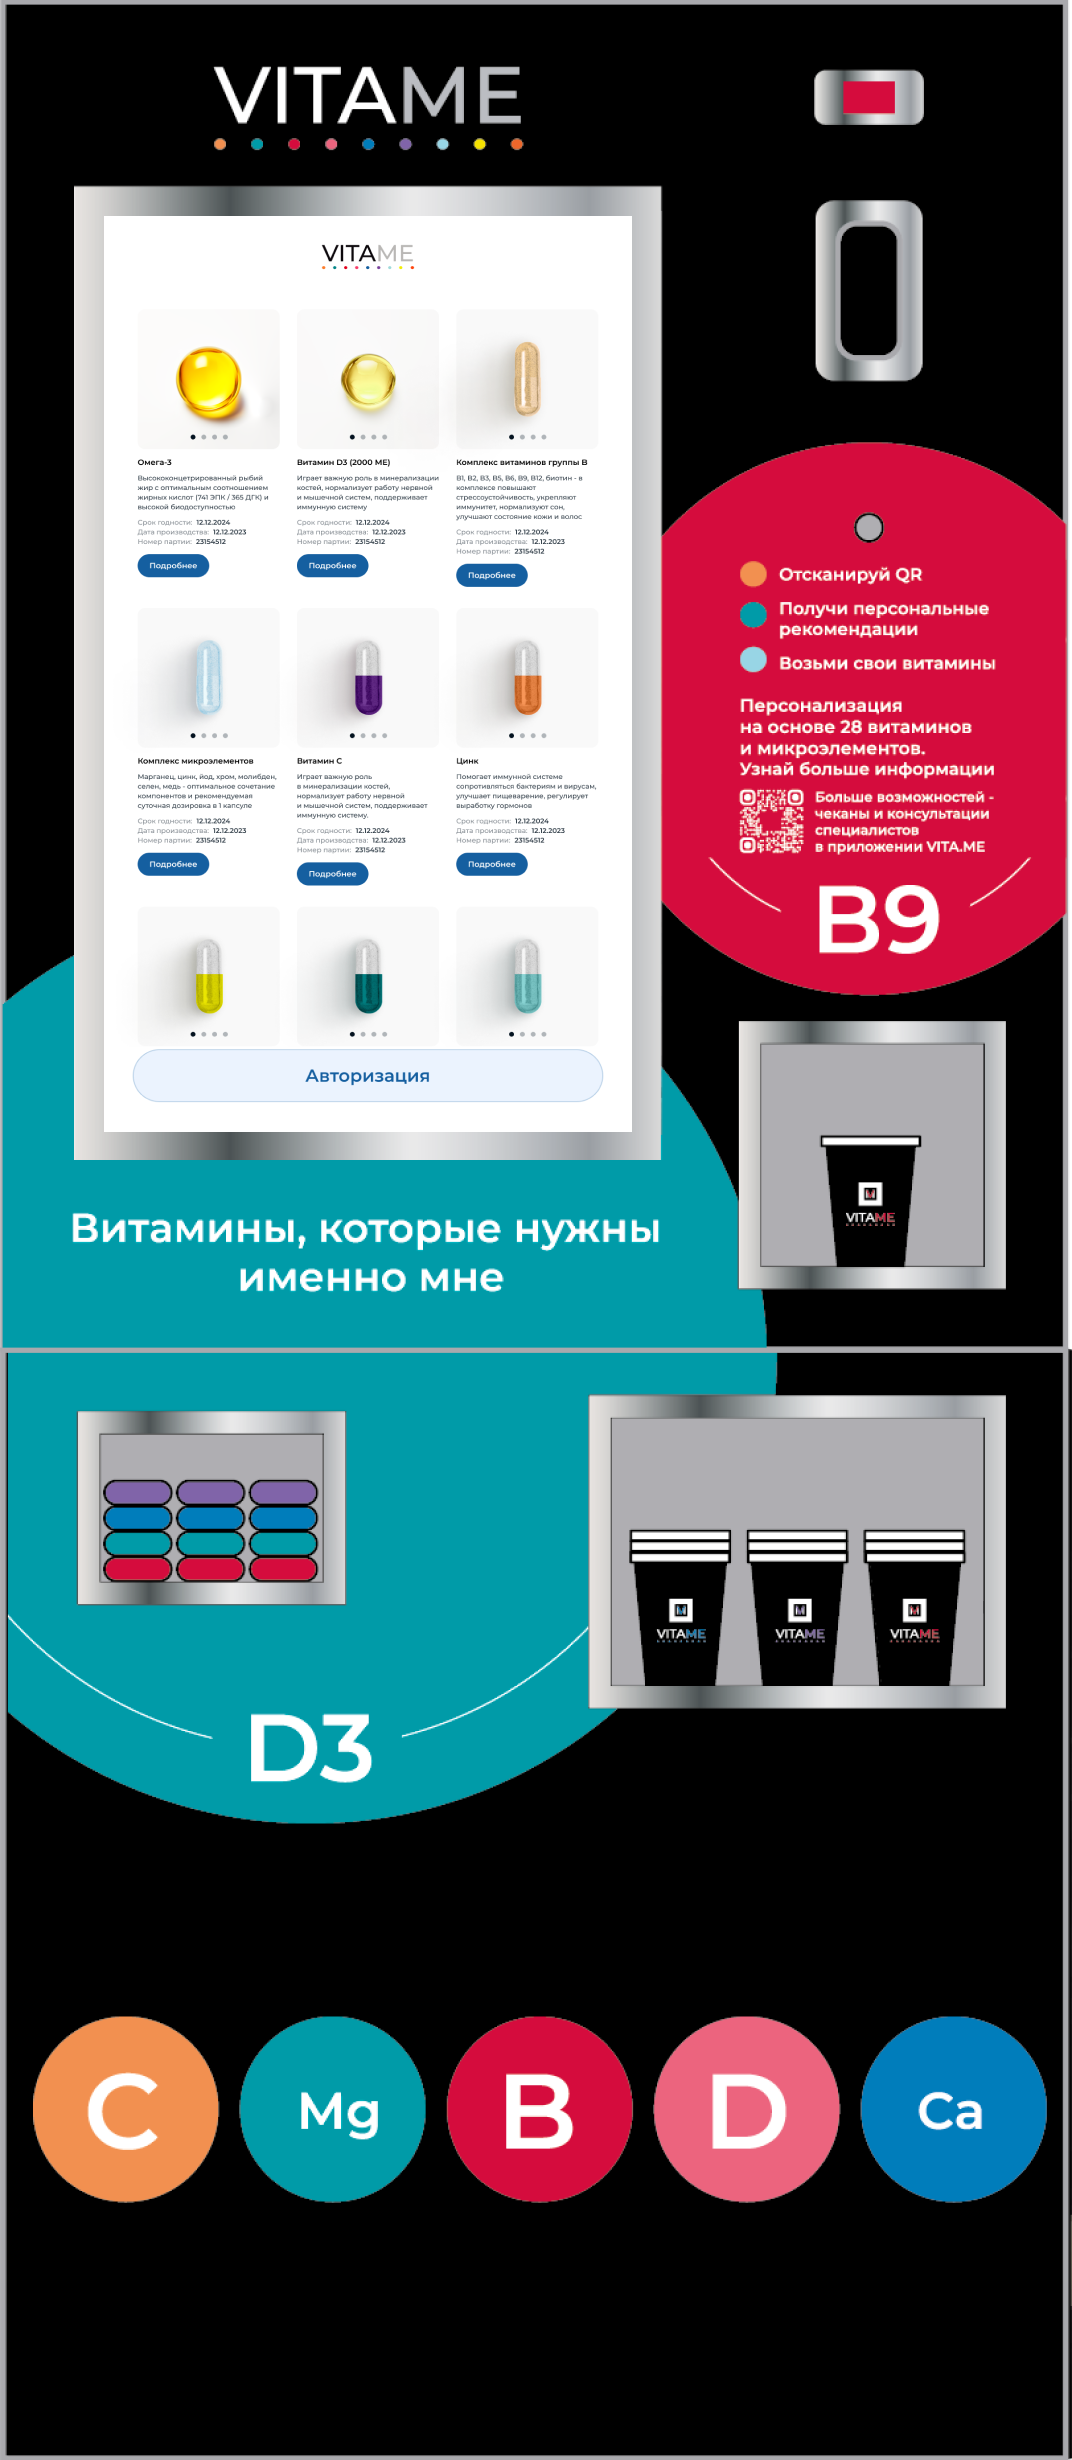 VITAME
VITAME
Омега-3
Высококонцетрированный рыбий
жир с оптимальным соотношением
жирных кислот (741 ЭПК / 365 ДГК) и
высокой биодоступностью
Срок годности: 12.12.2024
Дата производства: 12.12.2023
Номер партии: 23154512
Подробнее
Витамин D3 (2000 МЕ)
Играет важную роль в минерализации
костей, нормализует работу нервной
и мышечной систем, поддерживает
иммунную систему
Срок годности: 12.12.2024
Дата производства: 12.12.2023
Номер партии: 23154512
Подробнее
Комплекс витаминов группы В
B1, B2, B3, B5, B6, B9, B12, биотин - в
комплексе повышают
стрессоустойчивость, укрепляют
иммунитет, нормализуют сон,
улучшают состояние кожи и волос
Срок годности: 12.12.2024
Дата производства: 12.12.2023
Номер партии: 23154512
Подробнее
Комплекс микроэлементов
Марганец, цинк, йод, хром, молибден,
селен, медь - оптимальное сочетание
компонентов и рекомендуемая
суточная дозировка в 1 капсуле
Срок годности: 12.12.2024
Дата производства: 12.12.2023
Номер партии: 23154512
Подробнее
Витамин С
Играет важную роль
в минерализации костей,
нормализует работу нервной
и мышечной систем, поддерживает
иммунную систему.
Срок годности: 12.12.2024
Дата производства: 12.12.2023
Номер партии: 23154512
Подробнее
Цинк
Помогает иммунной системе
сопротивляться бактериям и вирусам,
улучшает пищеварение, регулирует
выработку гормонов
Срок годности: 12.12.2024
Дата производства: 12.12.2023
Номер партии: 23154512
Подробнее
Авторизация
Отсканируй QR
Получи персональные
рекомендации
Возьми свои витамины
Персонализация
на основе 28 витаминов
и микроэлементов.
Узнай больше информации
Больше возможностей -
чеканы и консультации
специалистов
в приложении VITA.ME
B9
VITAME
Витамины, которые нужны
именно мне
VITAME
VITAME
VITAME
D3
C
Mg
B
D
Ca